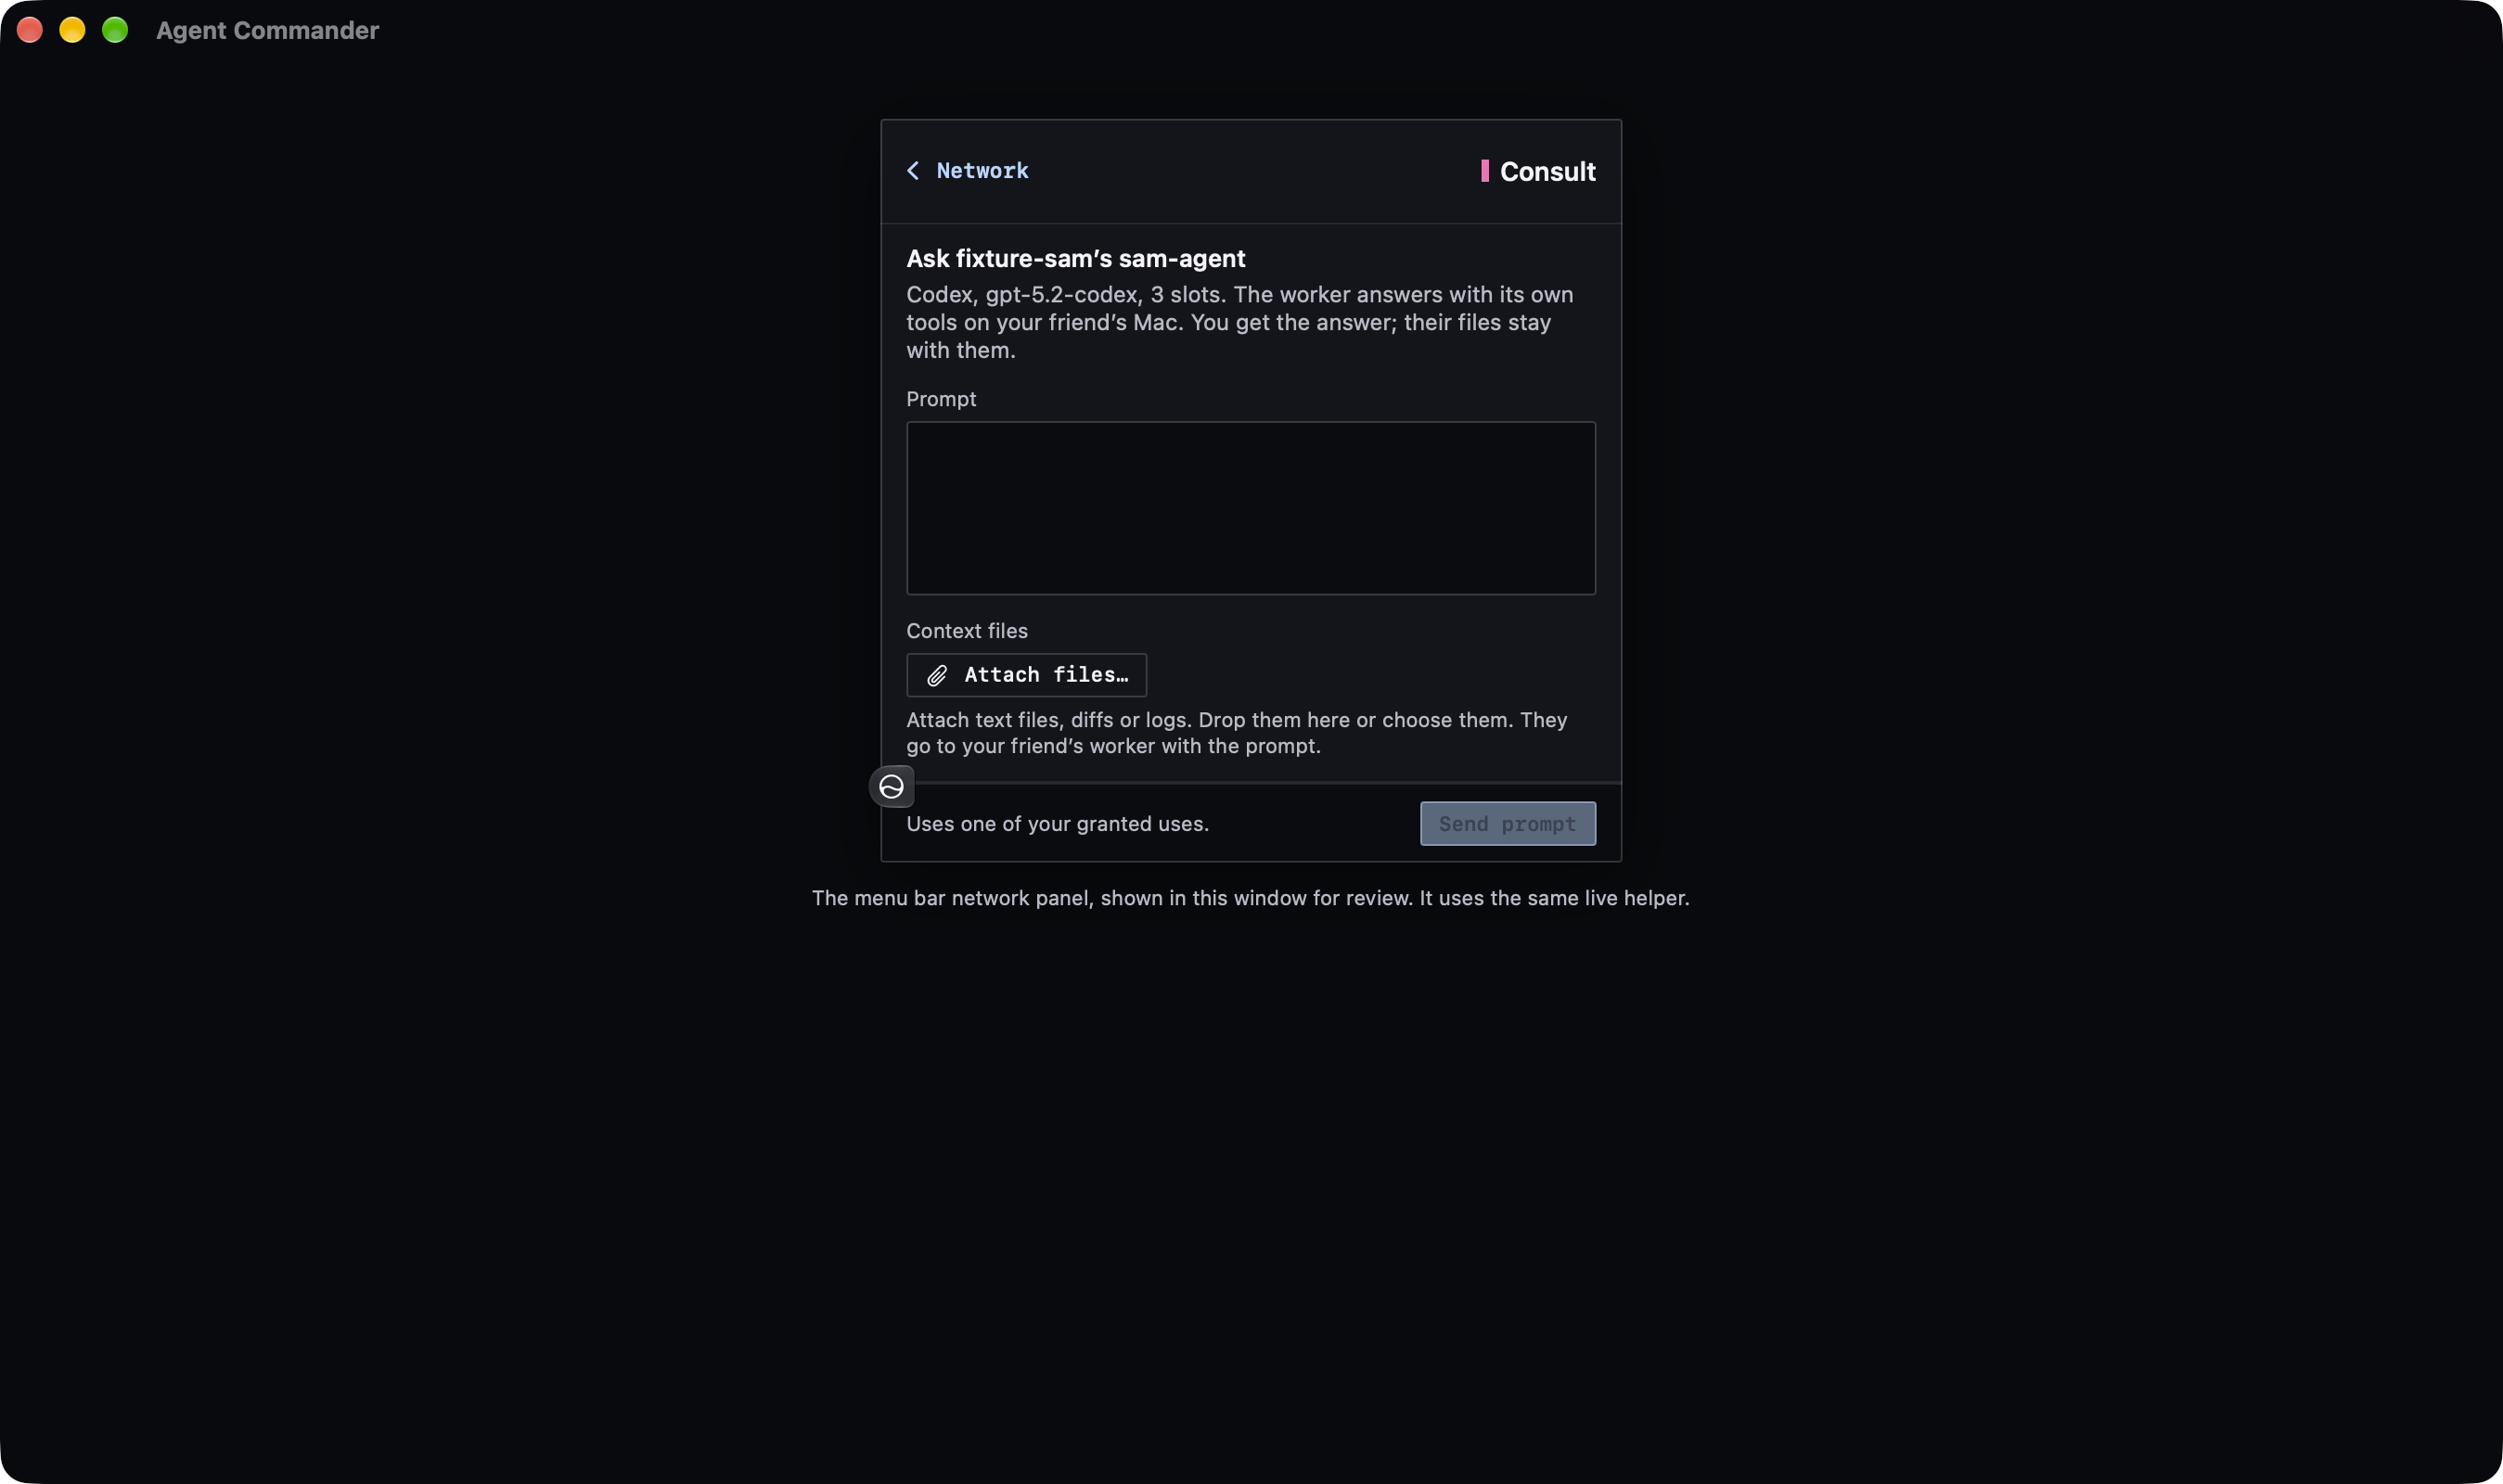 Agent Commander
Network
Consult
Ask fixture-sam’s sam-agent
Codex, gpt-5.2-codex, 3 slots. The worker answers with its own
tools on your friend’s Mac. You get the answer; their files stay
with them.
Prompt
Context files
Attach files…
Attach text files, diffs or logs. Drop them here or choose them. They
go to your friend’s worker with the prompt.
Uses one of your granted uses.
Send prompt
The menu bar network panel, shown in this window for review. It uses the same live helper.